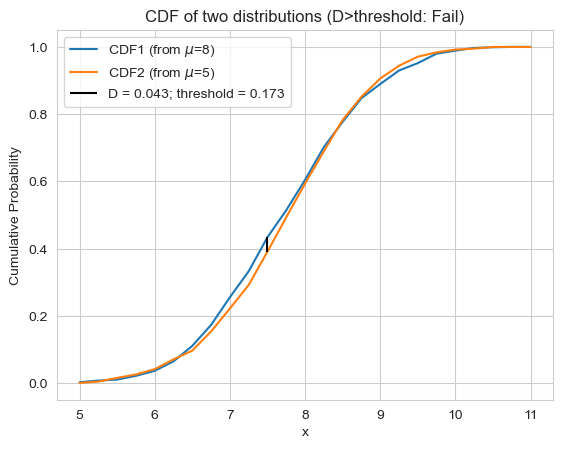 CDF of two distributions (D>threshold: Fail)
CDF1 (from μ=8)
CDF2 (from μ=5)
D = 0.043; threshold = 0.173
Cumulative Probability
1.0
0.8
0.6
0.4
0.2
0.0
5 6 7 8 9 10 11
x